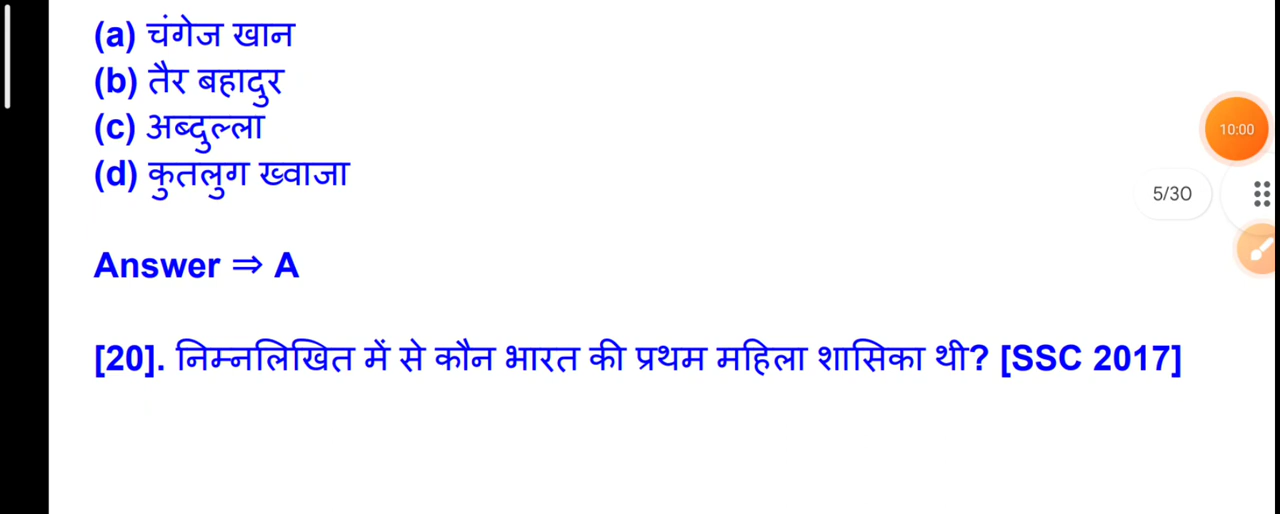 (a) चंगेज खान
10:00
(b) तैर बहादुर
(c) अब्दुल्ला
(d) कुतलुग ख्वाजा
5/30
Answer ⇒ A
[20]. निम्नलिखित में से कौन भारत की प्रथम महिला शासिका थी? [SSC 2017]